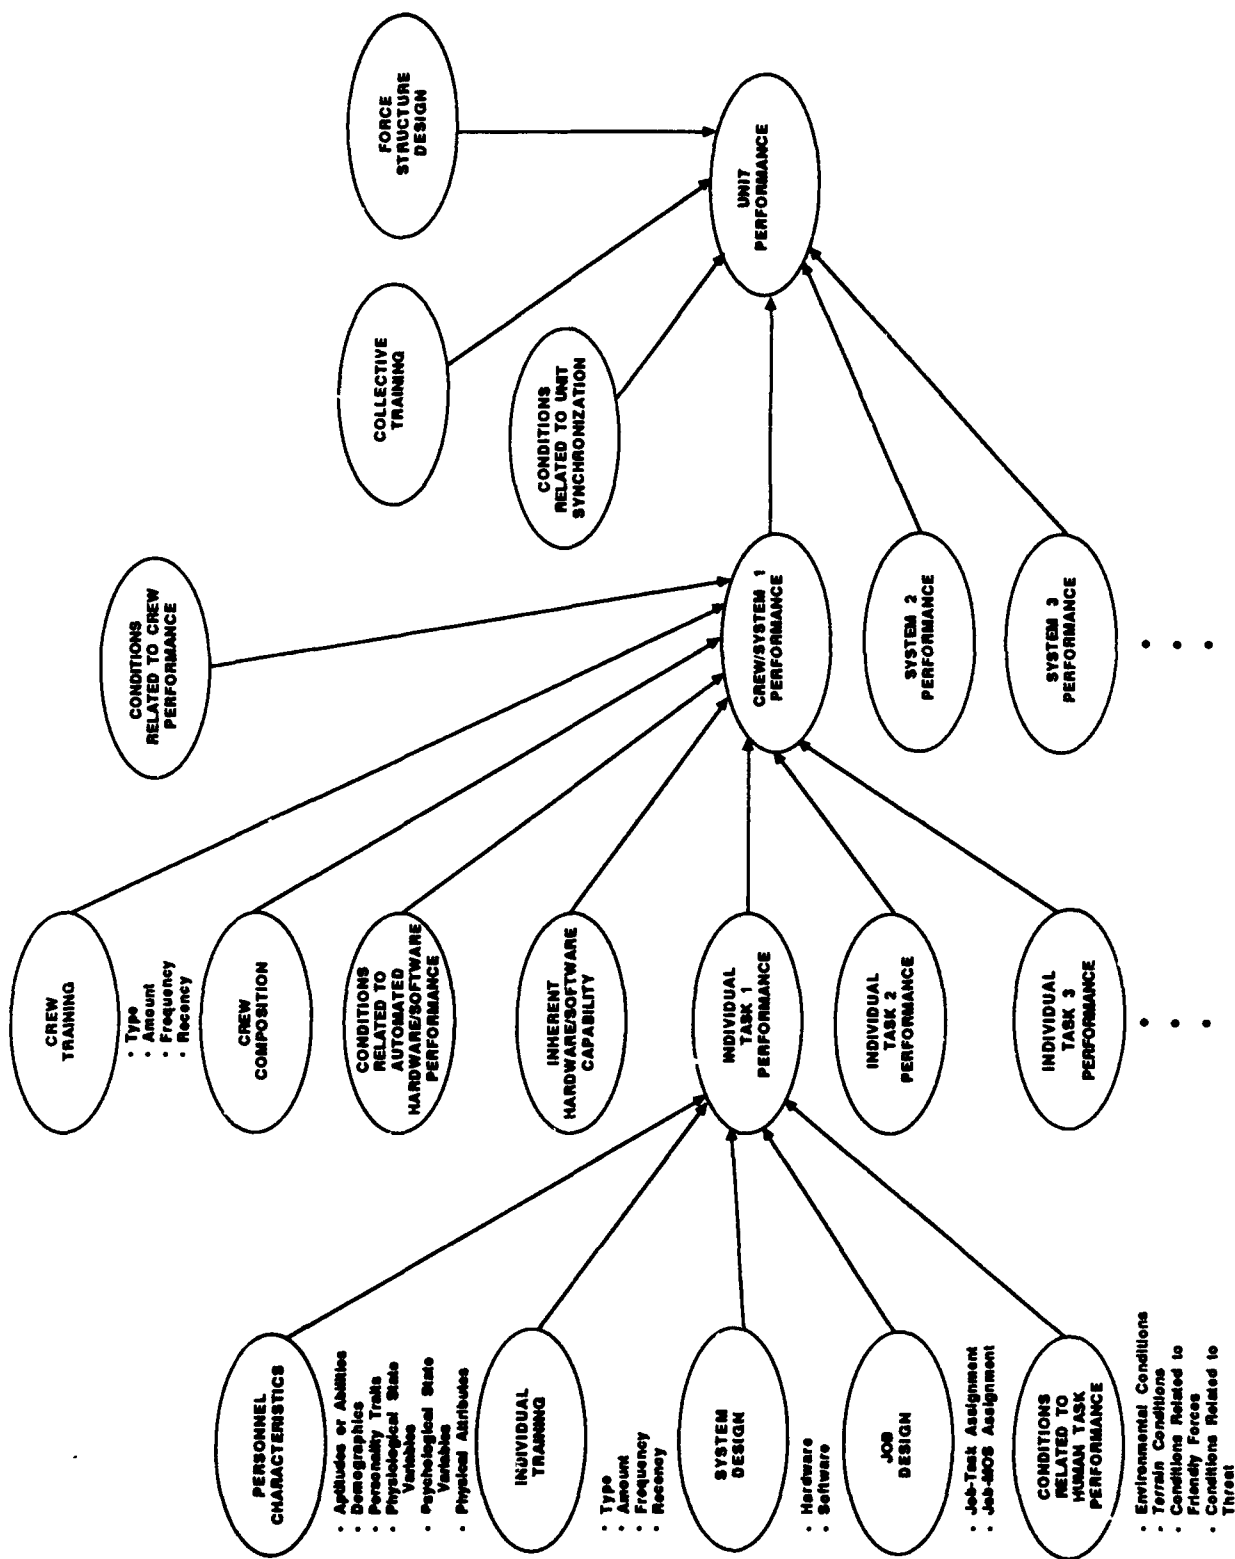 PERSONNEL
CHARACTERISTICS
· Aptitudes or Abilities
· Demographics
· Personality Traits
· Physiological State
Variables
· Psychological State
Variables
· Physical Attributes
INDIVIDUAL
TRAINING
· Type
· Amount
· Frequency
· Recency
SYSTEM
DESIGN
· Hardware
· Software
JOB
DESIGN
· Job-Task Assignment
· Job-MOS Assignment
CONDITIONS
RELATED TO
HUMAN TASK
PERFORMANCE
· Environmental Conditions
· Terrain Conditions
· Conditions Related to
Friendly Forces
· Conditions Related to
Threat
CREW
TRAINING
· Type
· Amount
· Frequency
· Recency
CREW
COMPOSITION
CONDITIONS
RELATED TO
AUTOMATED
HARDWARE/SOFTWARE
PERFORMANCE
INHERENT
HARDWARE/SOFTWARE
CAPABILITY
INDIVIDUAL
TASK 1
PERFORMANCE
INDIVIDUAL
TASK 2
PERFORMANCE
INDIVIDUAL
TASK 3
PERFORMANCE
CONDITIONS
RELATED TO CREW
PERFORMANCE
CREW/SYSTEM 1
PERFORMANCE
SYSTEM 2
PERFORMANCE
SYSTEM 3
PERFORMANCE
COLLECTIVE
TRAINING
CONDITIONS
RELATED TO UNIT
SYNCHRONIZATION
FORCE
STRUCTURE
DESIGN
UNIT
PERFORMANCE